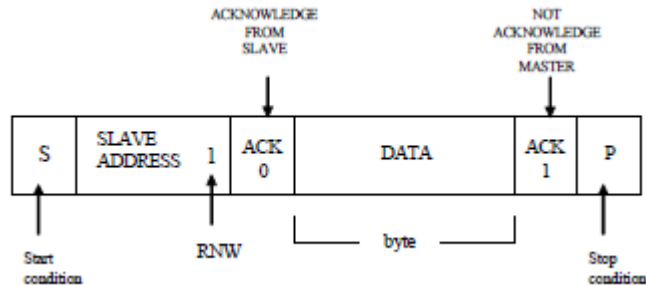 ACKNOWLEDGE
FROM
SLAVE
NOT
ACKNOWLEDGE
FROM
MASTER
S
SLAVE
ADDRESS 1
ACK
0
DATA
ACK
1
P
Start
condition
RNW
byte
Stop
condition